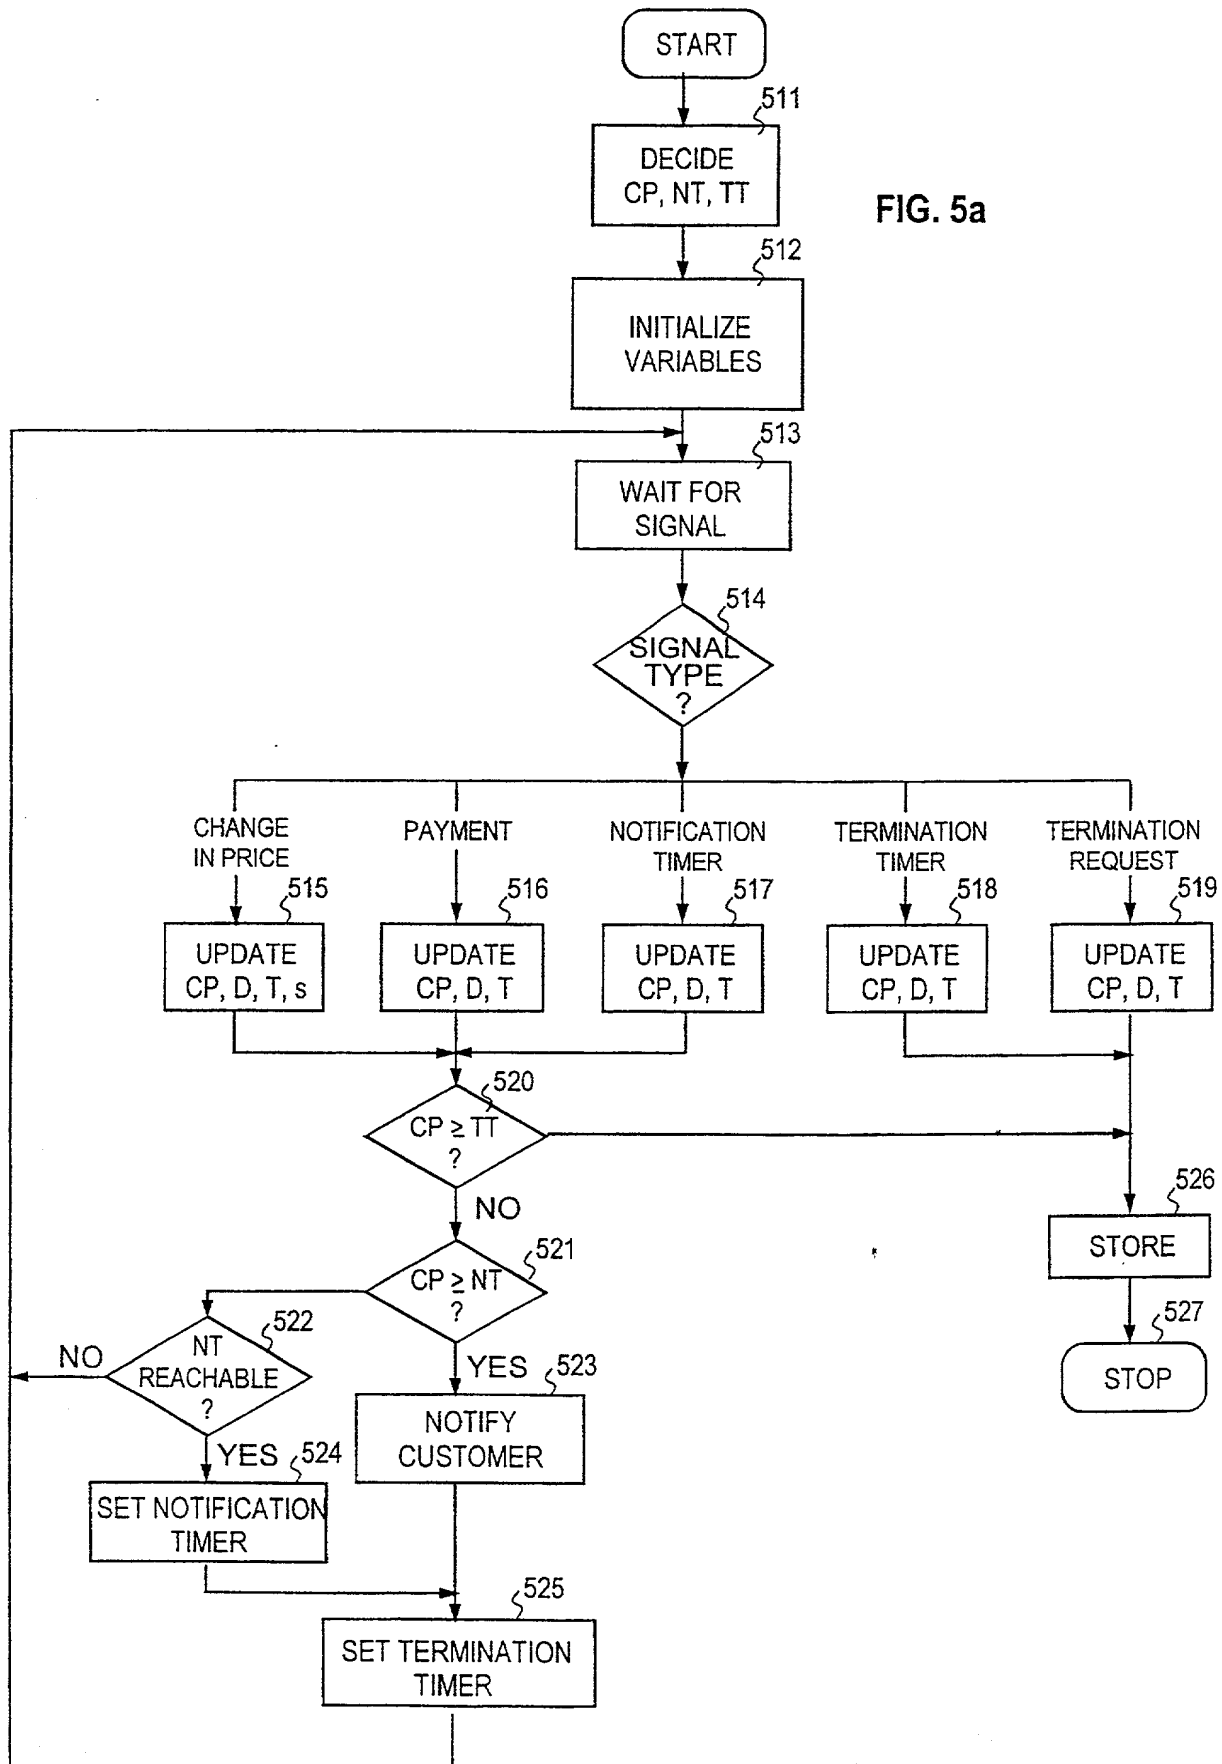 START
511
DECIDE
CP, NT, TT
FIG. 5a
512
INITIALIZE
VARIABLES
513
WAIT FOR
SIGNAL
514
SIGNAL
TYPE
?
CHANGE
IN PRICE
PAYMENT
NOTIFICATION
TIMER
TERMINATION
TIMER
TERMINATION
REQUEST
515
516
517
518
519
UPDATE
CP, D, T, s
UPDATE
CP, D, T
UPDATE
CP, D, T
UPDATE
CP, D, T
UPDATE
CP, D, T
520
CP ≥ TT
?
NO
526
STORE
521
CP ≥ NT
?
522
NT
REACHABLE
?
NO
YES
523
NOTIFY
CUSTOMER
527
STOP
YES
524
SET NOTIFICATION
TIMER
525
SET TERMINATION
TIMER